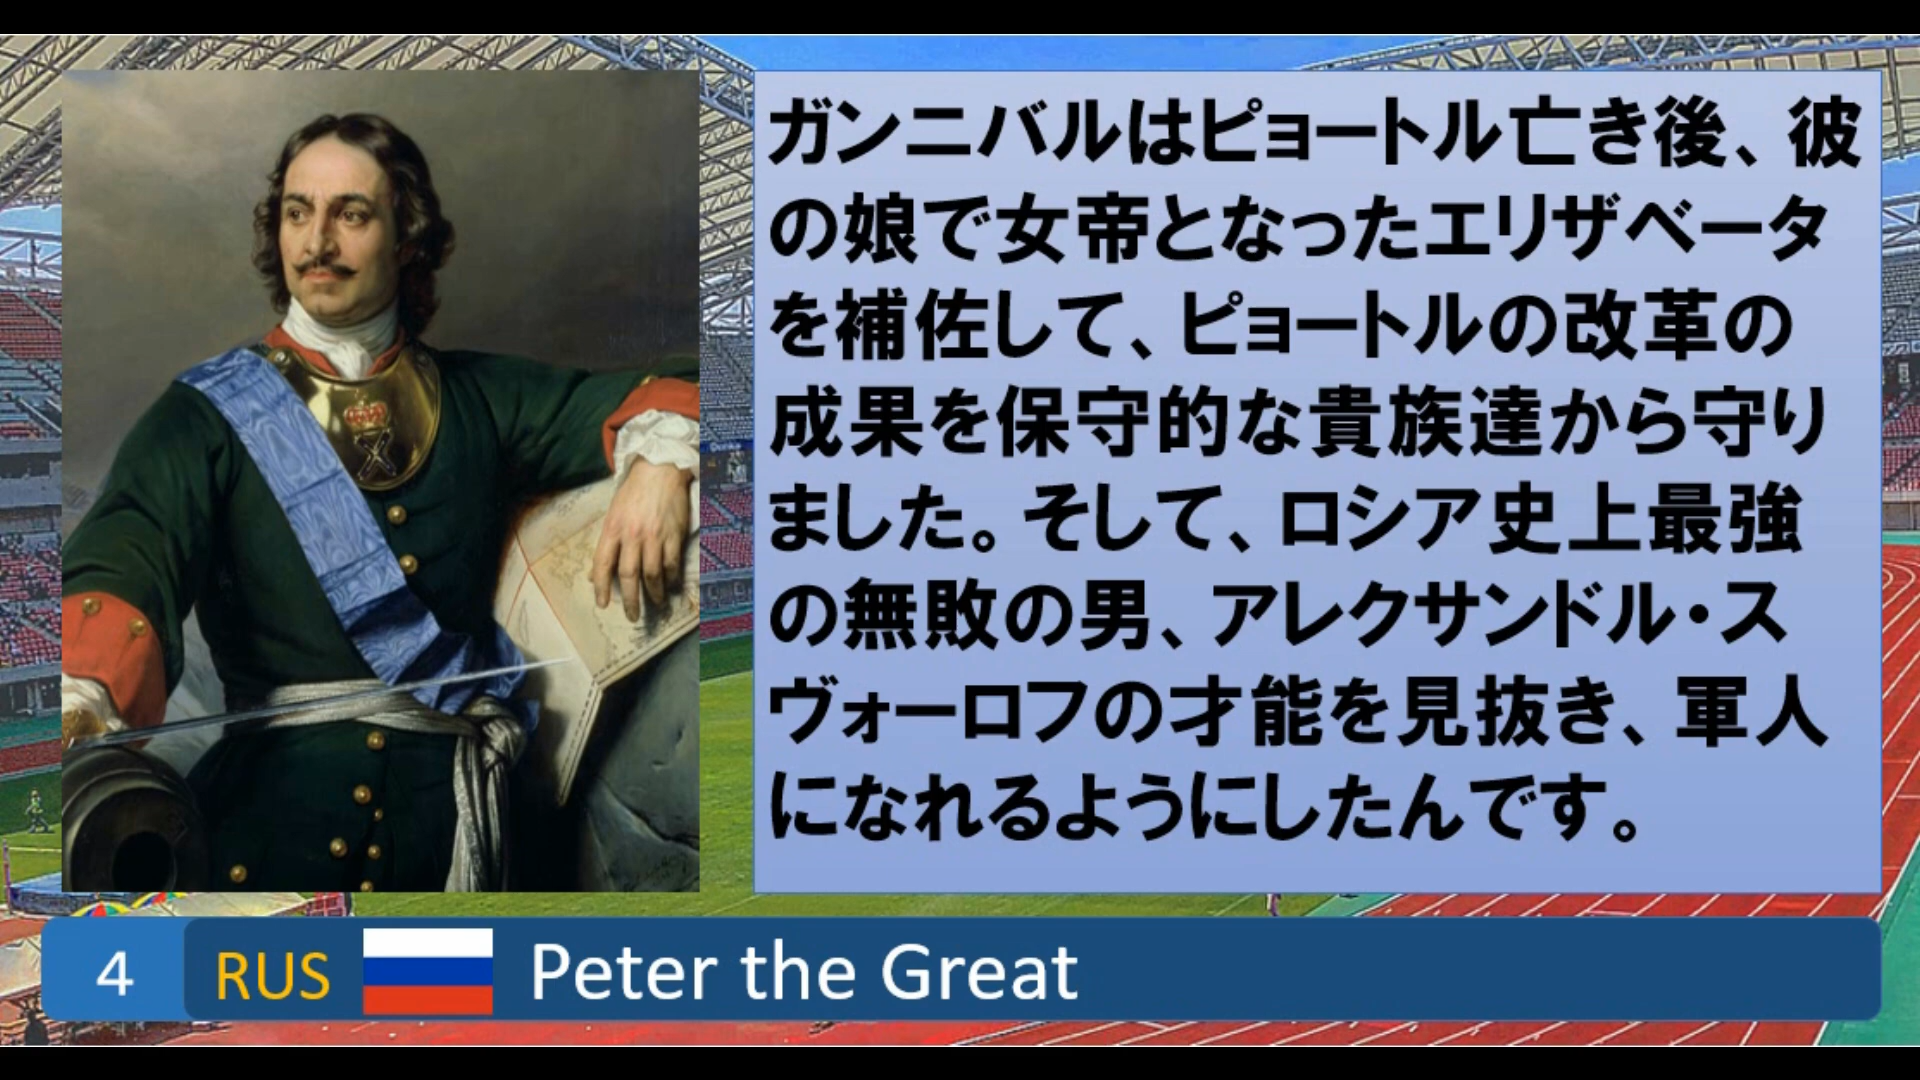 ガンニバルはピョートル亡き後、彼
の娘で女帝となったエリザベータ
を補佐して、ピョートルの改革の
成果を保守的な貴族達から守り
ました。そして、ロシア史上最強
の無敗の男、アレクサンドル・ス
ヴォーロフの才能を見抜き、軍人
になれるようにしたんです。
4 RUS Peter the Great